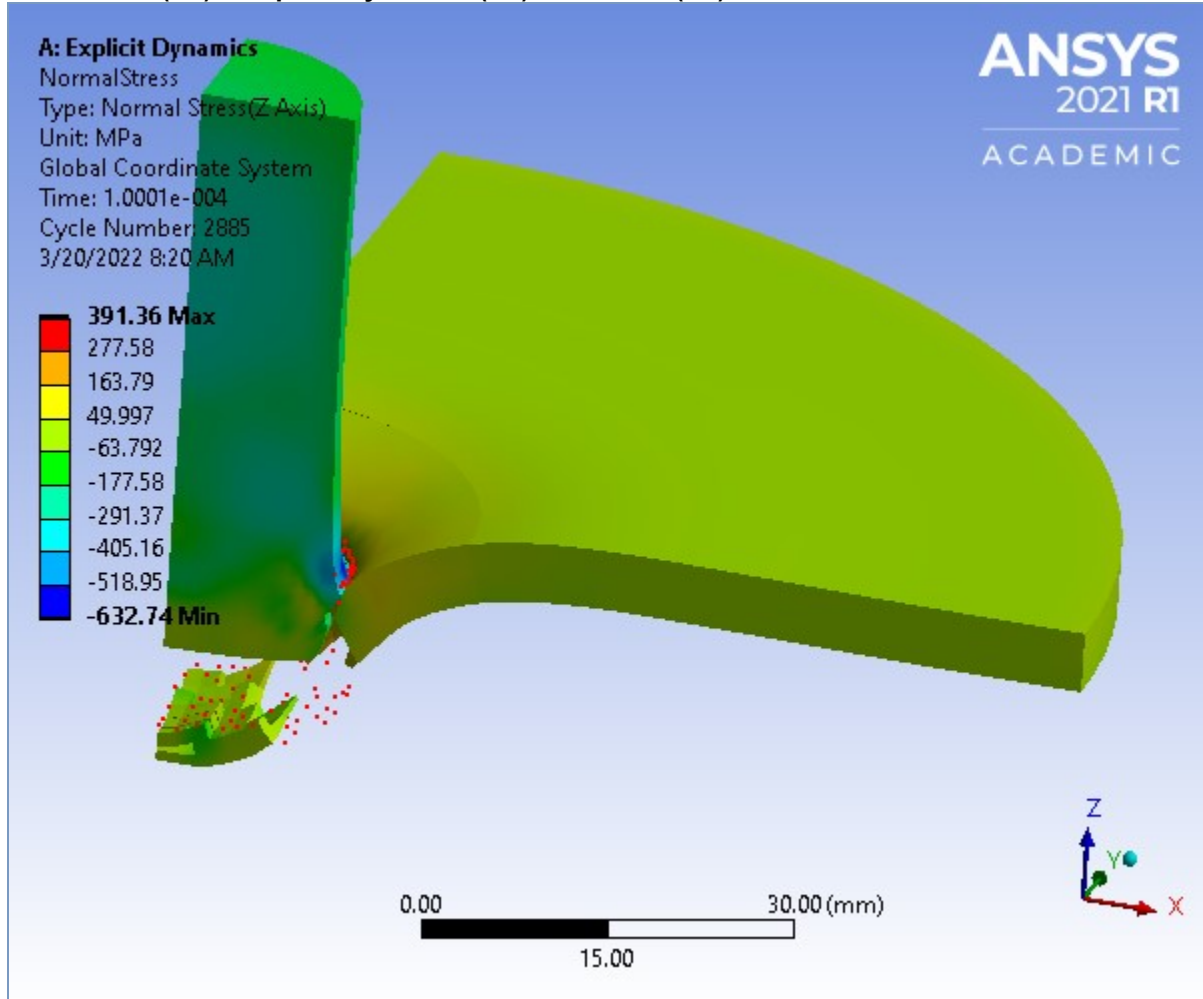 A: Explicit Dynamics
NormalStress
Type: Normal Stress(Z Axis)
Unit: MPa
Global Coordinate System
Time: 1.0001e-004
Cycle Number: 2885
3/20/2022 8:20 AM
391.36 Max
277.58
163.79
49.997
-63.792
-177.58
-291.37
-405.16
-518.95
-632.74 Min
ANSYS
2021 R1
ACADEMIC
Z
Y
X
0.00 30.00 (mm)
15.00